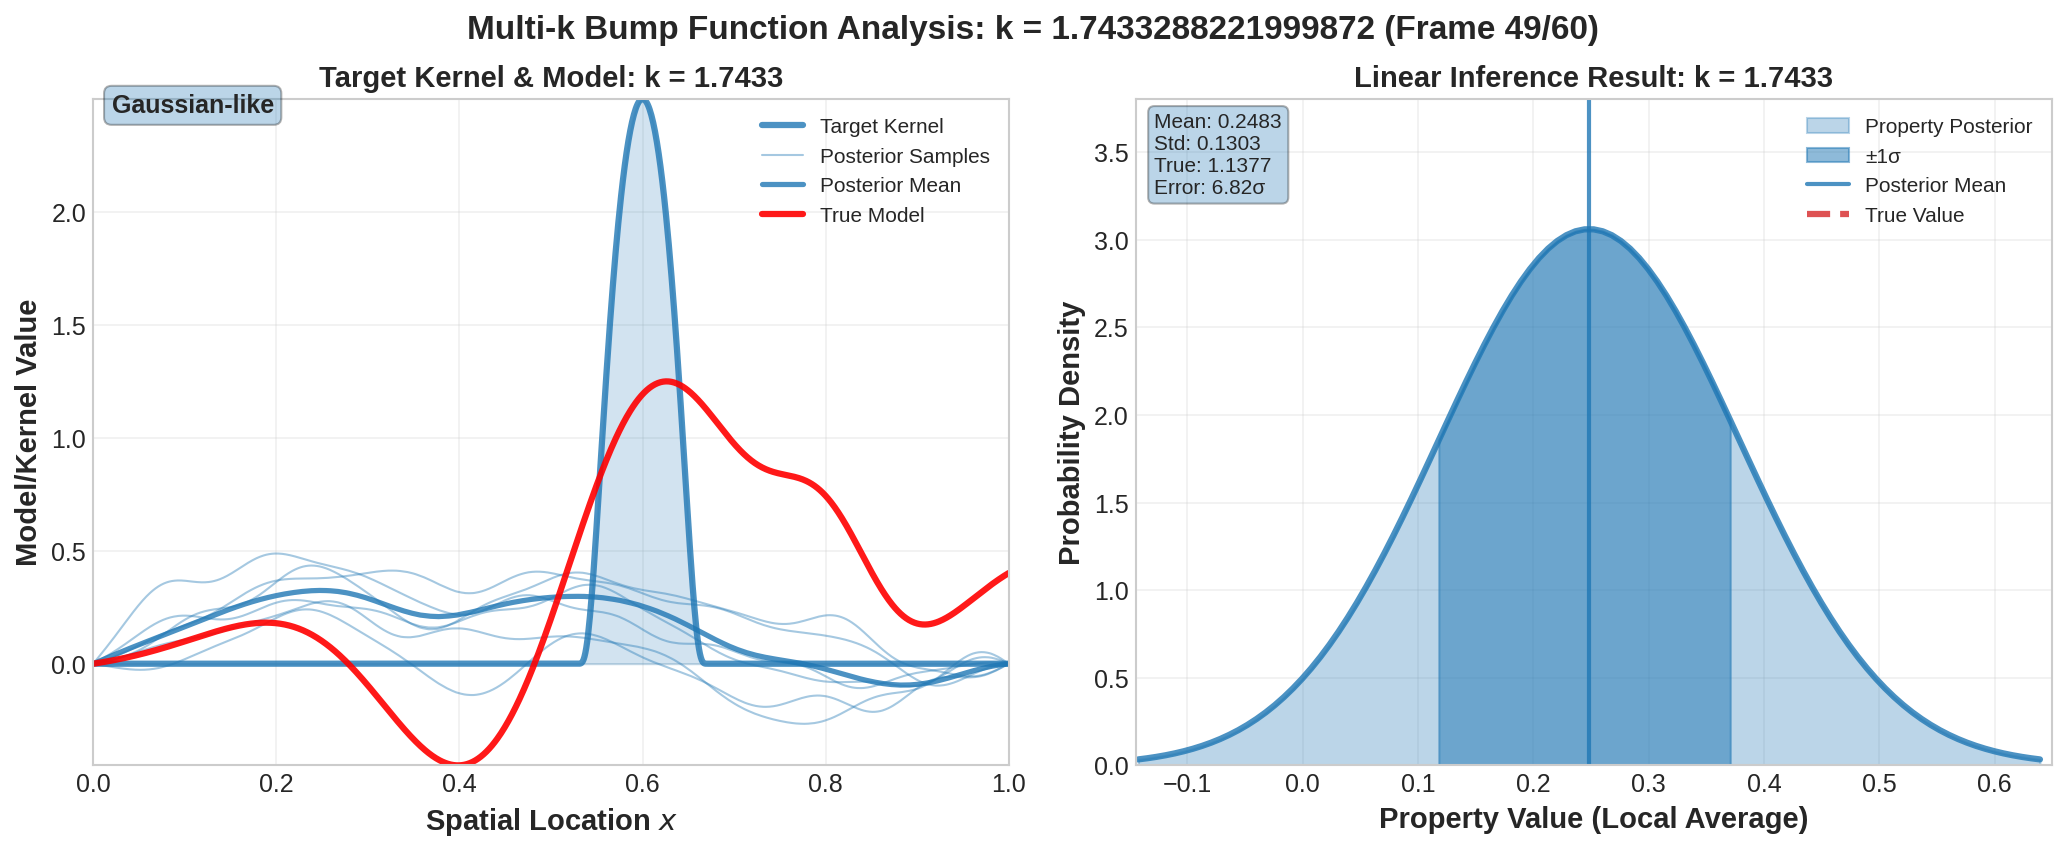 Multi-k Bump Function Analysis: k = 1.7433288221999872 (Frame 49/60)
Target Kernel & Model: k = 1.7433
Gaussian-like
Target Kernel
Posterior Samples
Posterior Mean
True Model
Model/Kernel Value
2.0
1.5
1.0
0.5
0.0
0.0 0.2 0.4 0.6 0.8 1.0
Spatial Location x
Linear Inference Result: k = 1.7433
Mean: 0.2483
Std: 0.1303
True: 1.1377
Error: 6.82σ
Property Posterior
±1σ
Posterior Mean
True Value
Probability Density
3.5
3.0
2.5
2.0
1.5
1.0
0.5
0.0
−0.1 0.0 0.1 0.2 0.3 0.4 0.5 0.6
Property Value (Local Average)